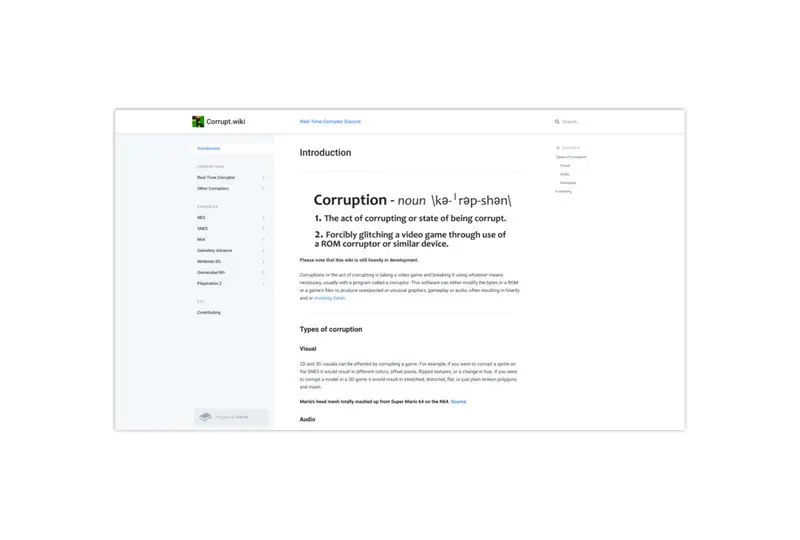 Corrupt.wiki
Real-Time Corruptor Discord
Search...
Introduction
CORRUPTORS
Real-Time Corruptor
Other Corruptors
CONSOLES
NES
SNES
N64
Gameboy Advance
Nintendo DS
Gamecube/Wii
Playstation 2
ETC
Contributing
Powered by GitBook
Introduction
Corruption - noun \kə-ˈrəp-shən\
1. The act of corrupting or state of being corrupt.
2. Forcibly glitching a video game through use of
a ROM corruptor or similar device.
Please note that this wiki is still heavily in development.
Corruptions or the act of corrupting is taking a video game and breaking it using whatever means
necessary, usually with a program called a corruptor. This software can either modify the bytes in a ROM
or a game's files to produce unexpected or unusual graphics, gameplay or audio, often resulting in hilarity
and or invoking Satan.
Types of corruption
Visual
2D and 3D visuals can be affected by corrupting a game. For example, if you were to corrupt a sprite on
the SNES it would result in different colors, offset pixels, flipped textures, or a change in hue. If you were
to corrupt a model in a 3D game it would result in stretched, distorted, flat, or just plain broken polygons
and mesh.
Mario's head mesh totally mashed up from Super Mario 64 on the N64. Source
Audio
CONTENTS
Types of corruption
Visual
Audio
Gameplay